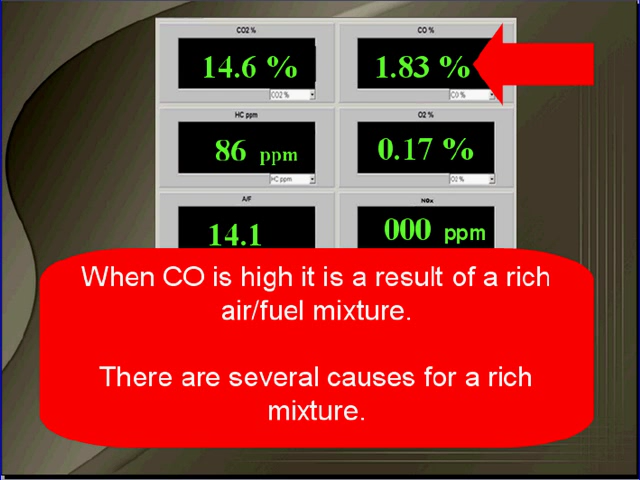 CO2 % CO %
14.6 % 1.83 %
CO2 % CO %
HC ppm O2 %
86 ppm 0.17 %
HC ppm O2 %
A/F NOx
14.1 000 ppm
When CO is high it is a result of a rich
air/fuel mixture.
There are several causes for a rich
mixture.